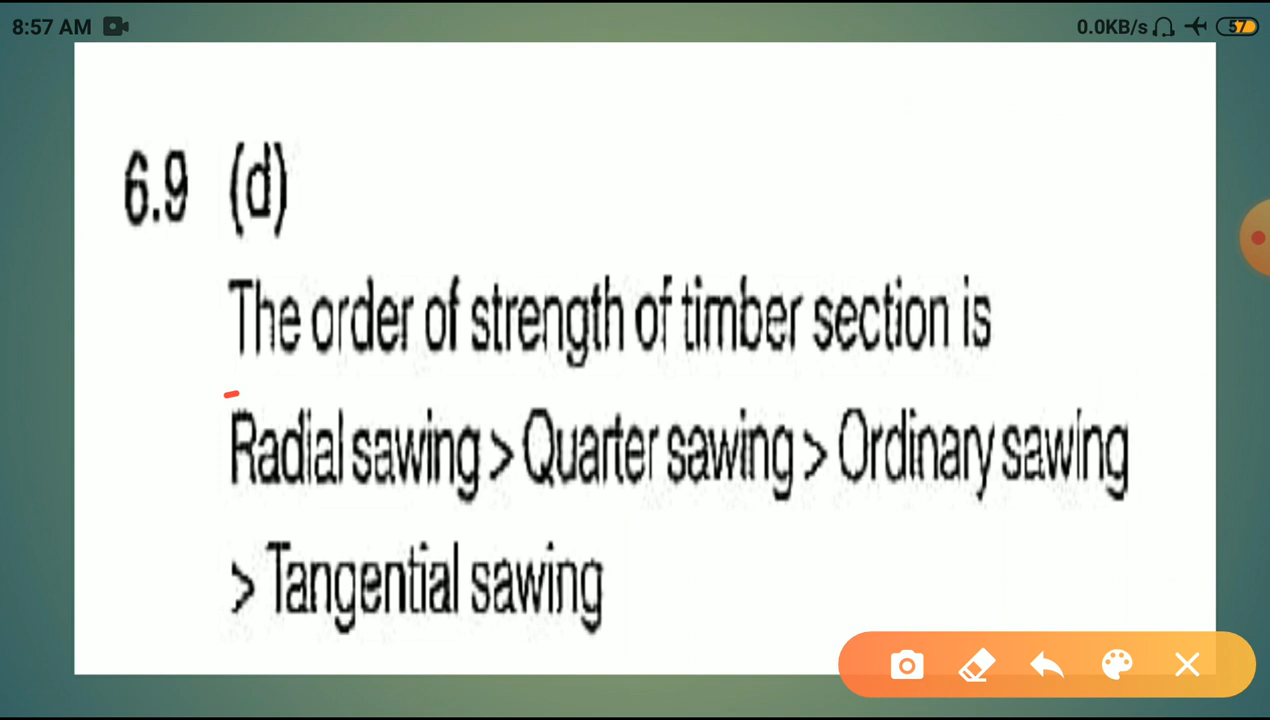 8:57 AM
0.0KB/s
57
6.9 (d)
The order of strength of timber section is
Radial sawing > Quarter sawing > Ordinary sawing
> Tangential sawing